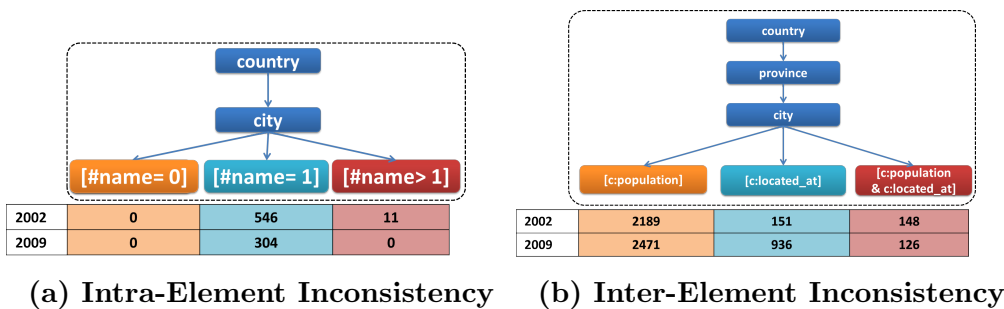 country
city
[#name= 0] [#name= 1] [#name> 1]
2002 0 546 11
2009 0 304 0
(a) Intra-Element Inconsistency
country
province
city
[c:population] [c:located_at] [c:population
& c:located_at]
2002 2189 151 148
2009 2471 936 126
(b) Inter-Element Inconsistency